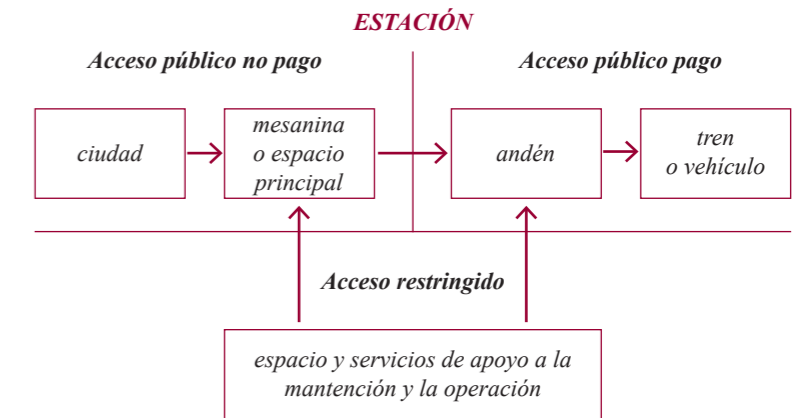 ESTACIÓN
Acceso público no pago
Acceso público pago
ciudad
mesanina
o espacio
principal
andén
tren
o vehículo
Acceso restringido
espacio y servicios de apoyo a la
mantención y la operación